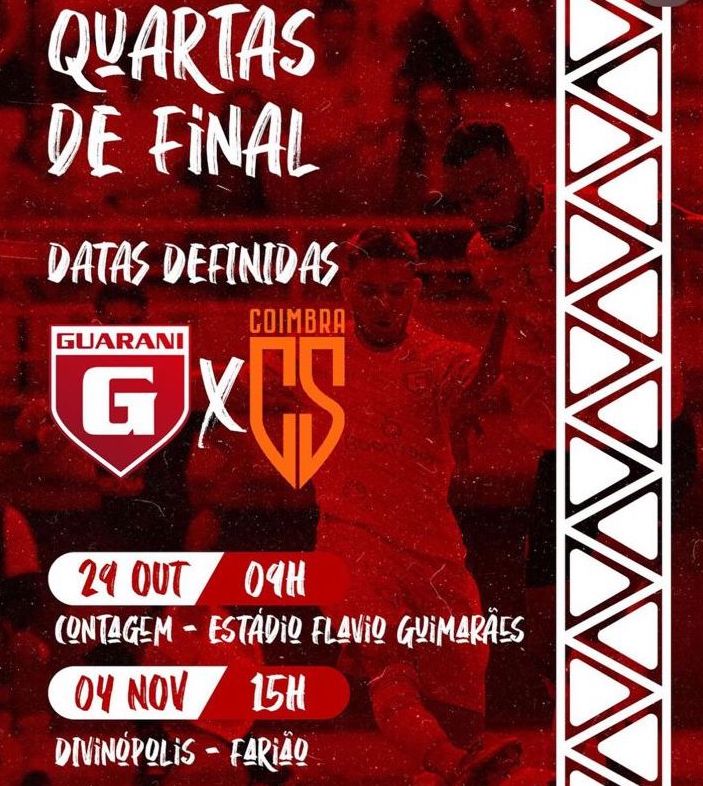 QUARTAS
DE FINAL
DATAS DEFINIDAS
GUARANI
G
X
COIMBRA
CS
29 OUT 09H
CONTAGEM - ESTÁDIO FLAVIO GUIMARÃES
04 NOV 15H
DIVINÓPOLIS - FARIÃO